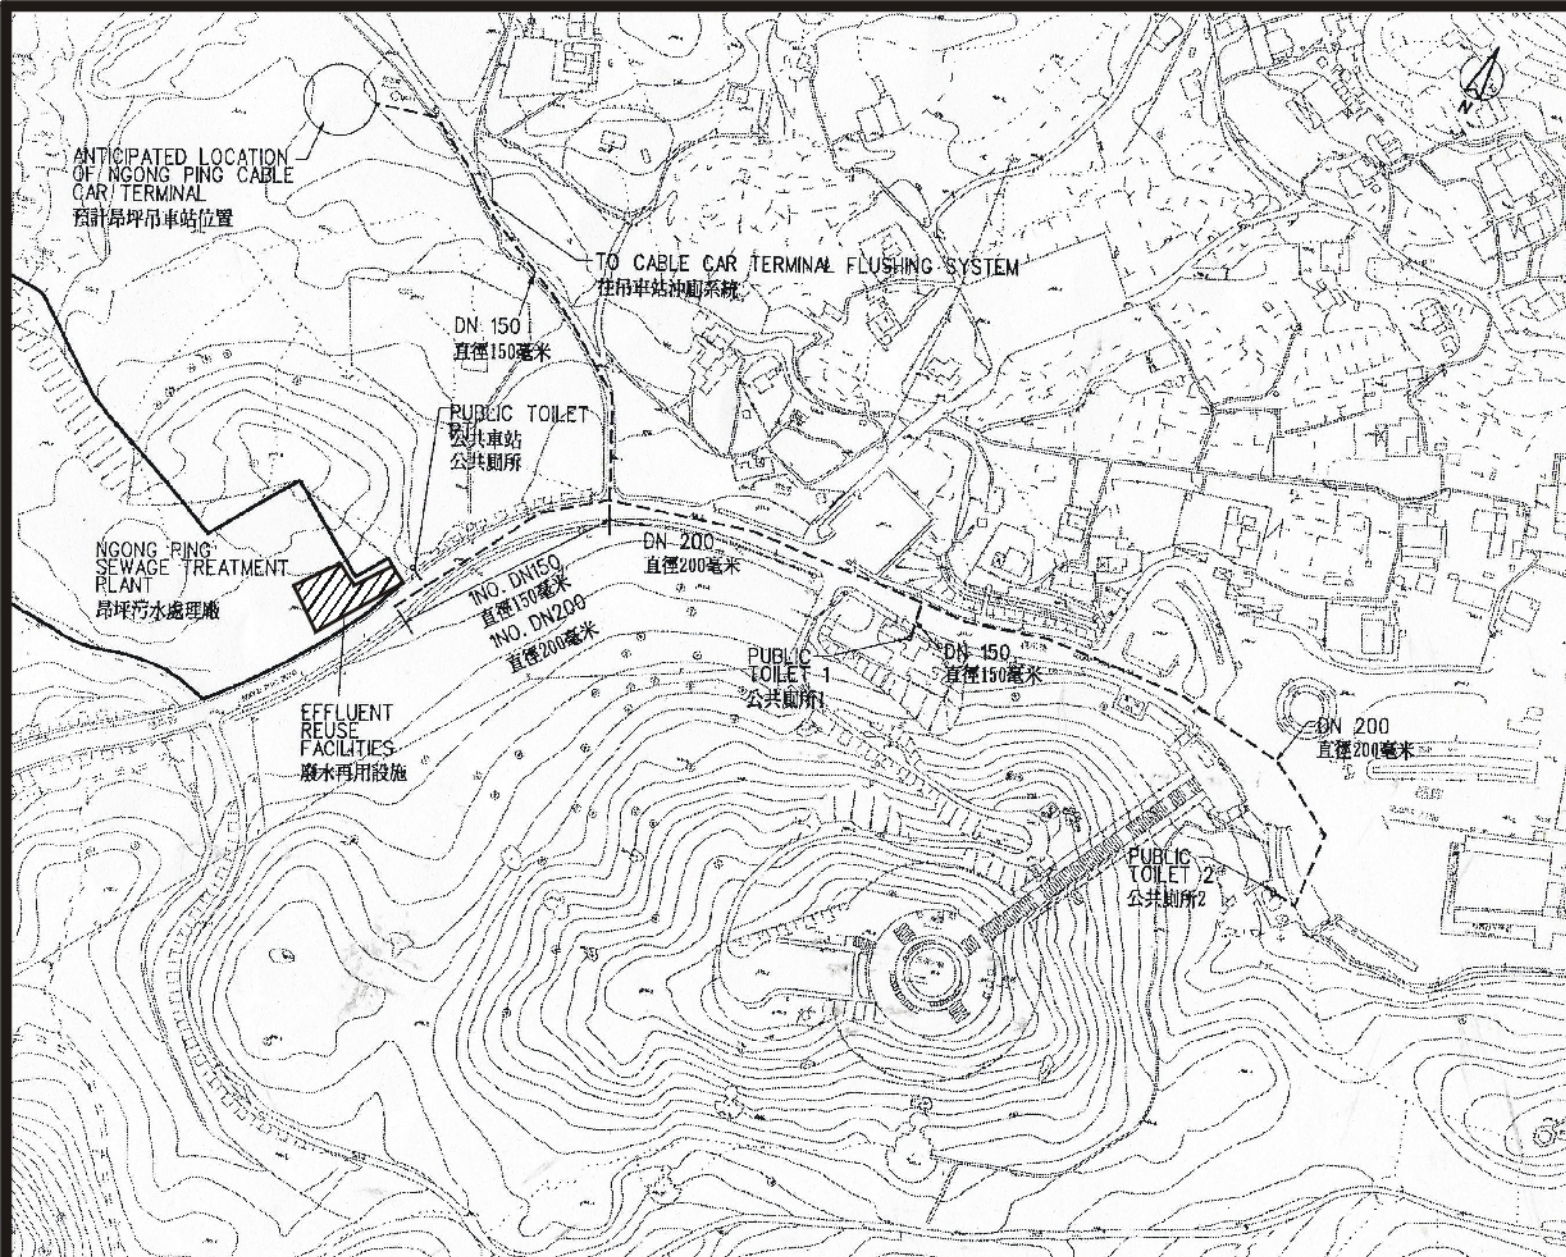 N
ANTICIPATED LOCATION
OF NGONG PING CABLE
CAR TERMINAL
預計昂坪吊車站位置
TO CABLE CAR TERMINAL FLUSHING SYSTEM
往吊車站沖廁系統
DN 150
直徑150毫米
PUBLIC TOILET
公共車站
公共廁所
NGONG PING
SEWAGE TREATMENT
PLANT
昂坪污水處理廠
1NO. DN150
直徑150毫米
1NO. DN200
直徑200毫米
DN 200
直徑200毫米
PUBLIC
TOILET 1
公共廁所1
DN 150
直徑150毫米
EFFLUENT
REUSE
FACILITIES
廢水再用設施
DN 200
直徑200毫米
PUBLIC
TOILET 2
公共廁所2